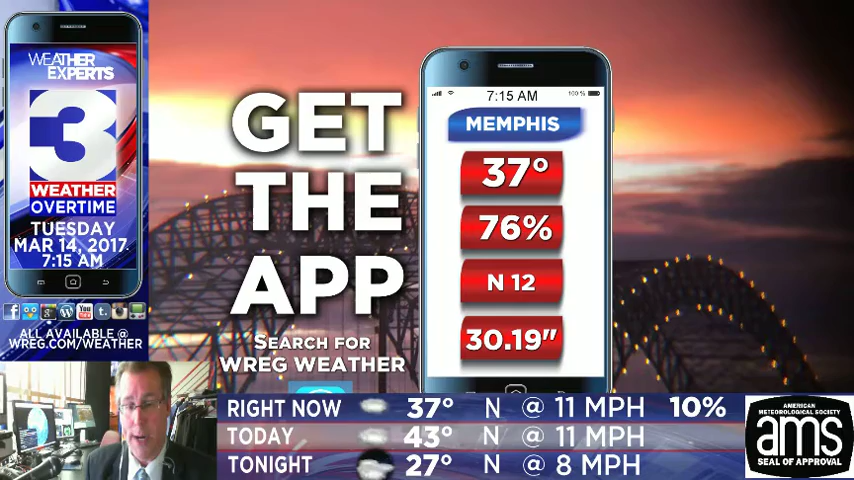 WEATHER
EXPERTS
3
WEATHER
OVERTIME
TUESDAY
MAR 14, 2017
7:15 AM
ALL AVAILABLE @
WREG.COM/WEATHER
GET
THE
APP
SEARCH FOR
WREG WEATHER
7:15 AM
100 %
MEMPHIS
37°
76%
N 12
30.19"
RIGHT NOW 37° N @ 11 MPH 10%
TODAY 43° N @ 11 MPH
TONIGHT 27° N @ 8 MPH
AMERICAN
METEOROLOGICAL SOCIETY
ams
SEAL OF APPROVAL